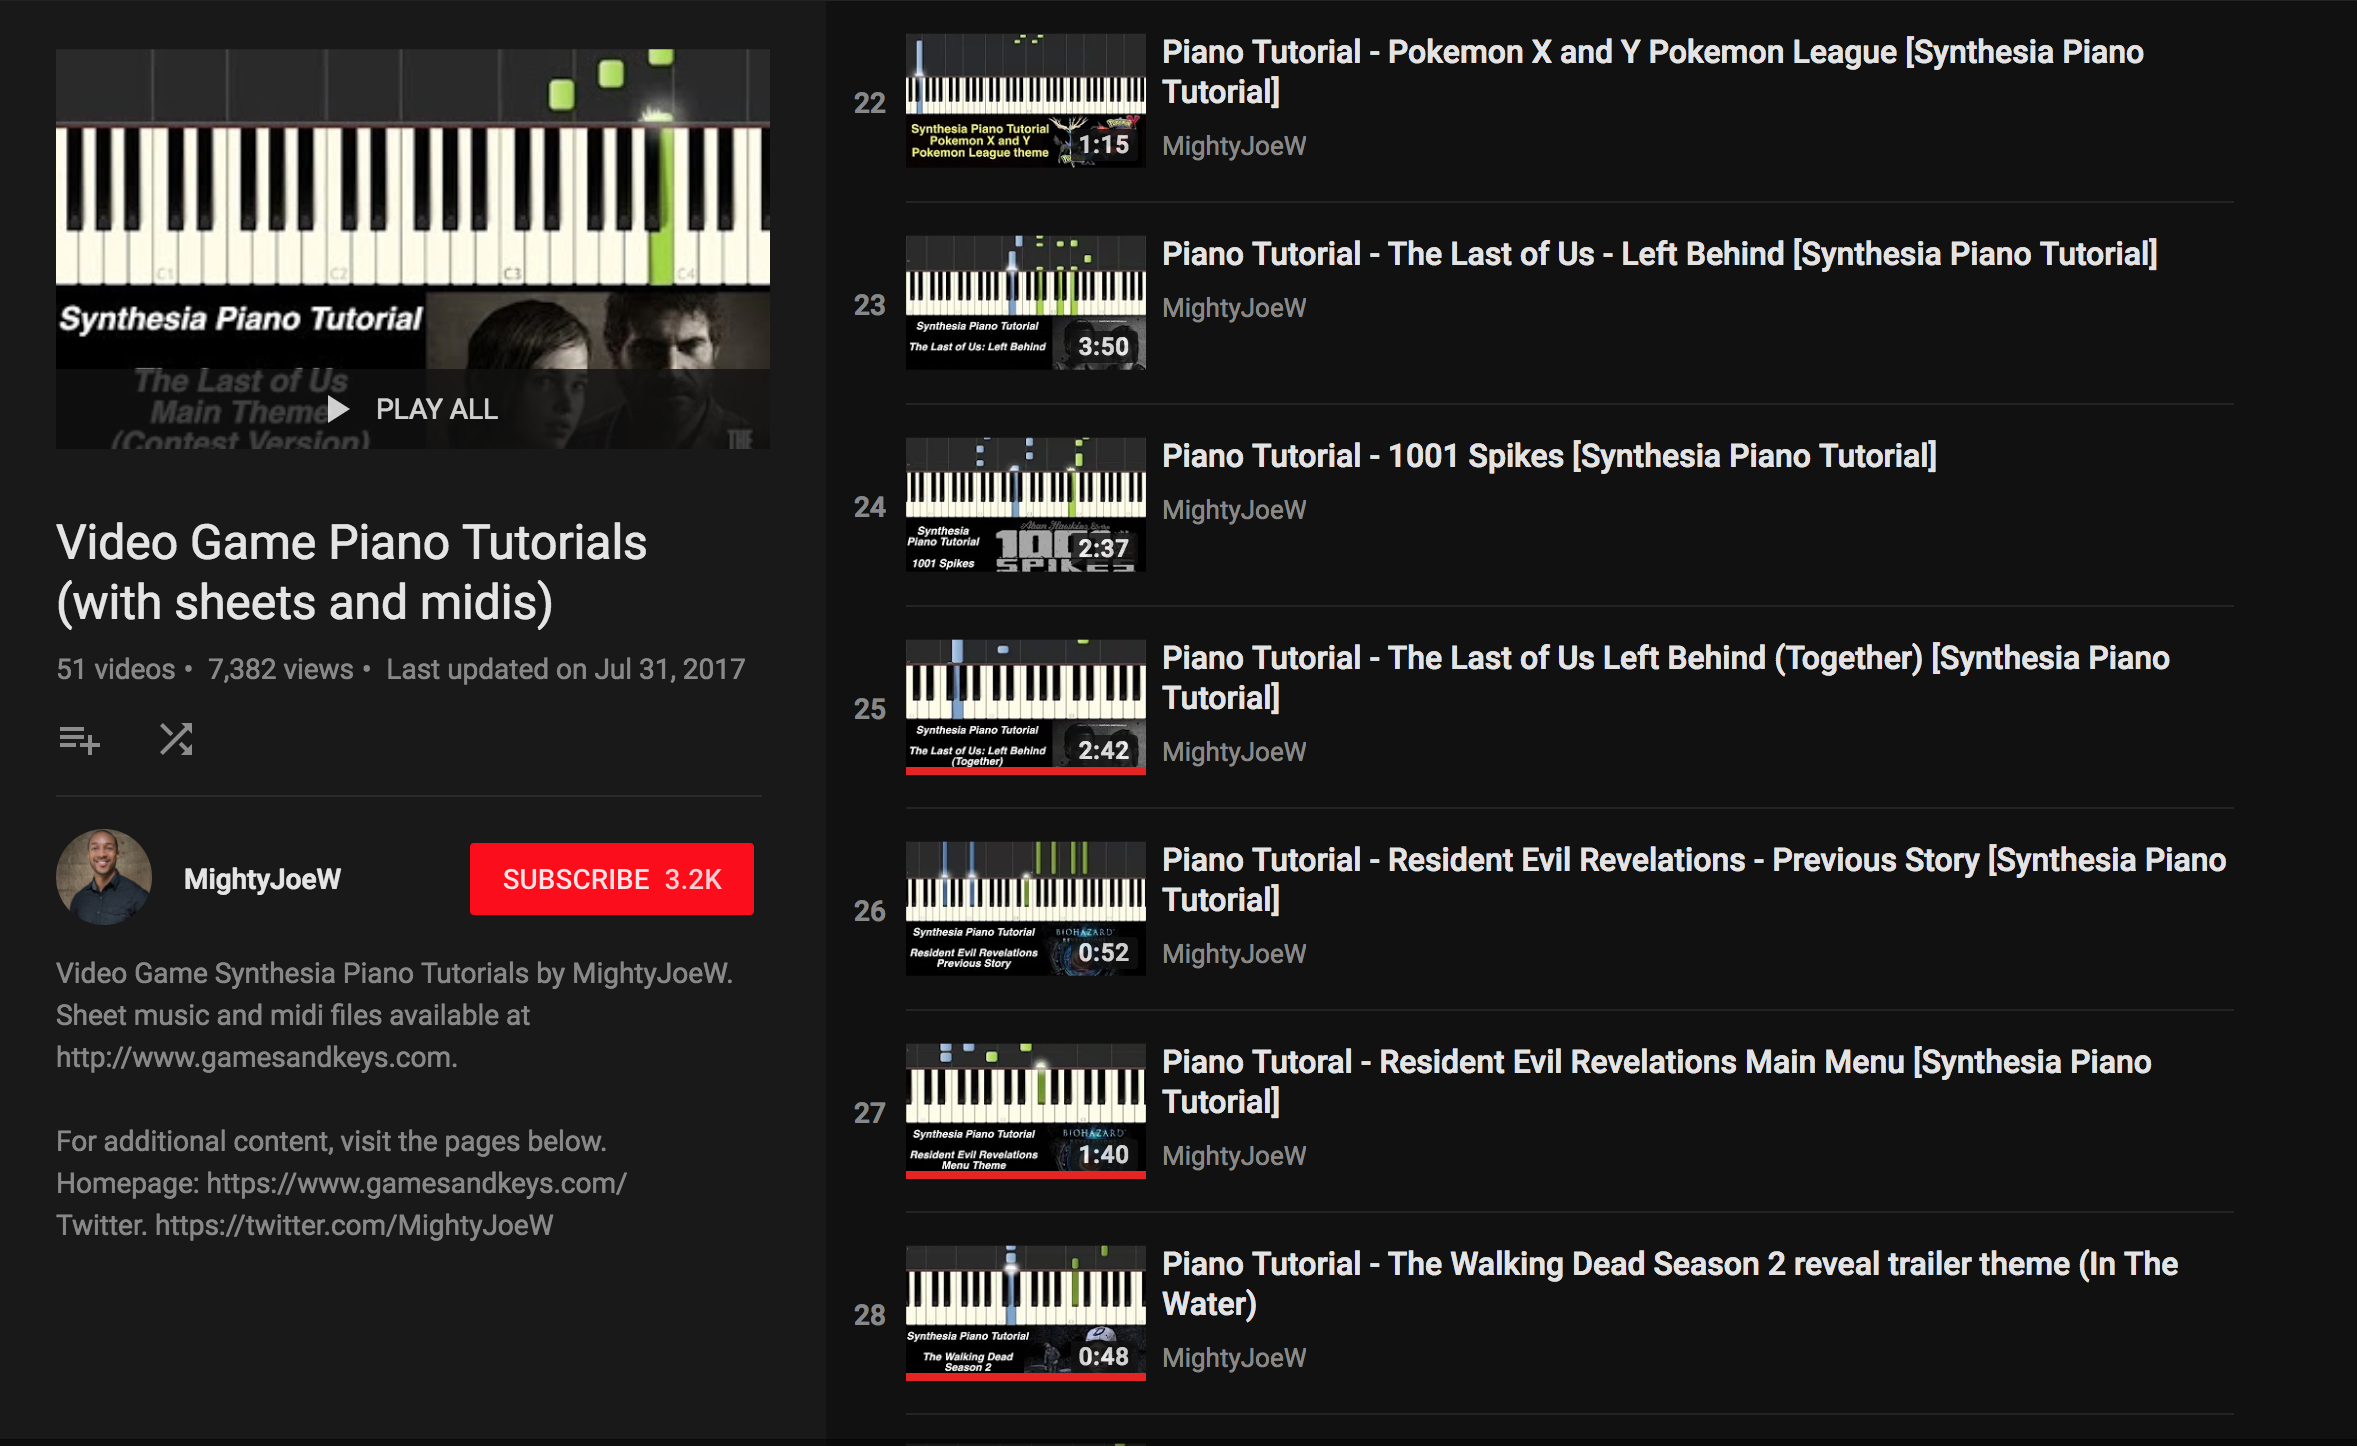 C1
C2
C3
C4
Synthesia Piano Tutorial
The Last of Us
Main Theme
(Contest Version)
THE
PLAY ALL
Video Game Piano Tutorials
(with sheets and midis)
51 videos • 7,382 views • Last updated on Jul 31, 2017
MightyJoeW
SUBSCRIBE 3.2K
Video Game Synthesia Piano Tutorials by MightyJoeW.
Sheet music and midi files available at
http://www.gamesandkeys.com.
For additional content, visit the pages below.
Homepage: https://www.gamesandkeys.com/
Twitter. https://twitter.com/MightyJoeW
22
Synthesia Piano Tutorial
Pokemon X and Y
Pokemon League theme
1:15
Piano Tutorial - Pokemon X and Y Pokemon League [Synthesia Piano
Tutorial]
MightyJoeW
23
Synthesia Piano Tutorial
The Last of Us: Left Behind
3:50
Piano Tutorial - The Last of Us - Left Behind [Synthesia Piano Tutorial]
MightyJoeW
24
Synthesia
Piano Tutorial
1001 Spikes
SPIKES
2:37
Piano Tutorial - 1001 Spikes [Synthesia Piano Tutorial]
MightyJoeW
25
Synthesia Piano Tutorial
The Last of Us: Left Behind
(Together)
2:42
Piano Tutorial - The Last of Us Left Behind (Together) [Synthesia Piano
Tutorial]
MightyJoeW
26
Synthesia Piano Tutorial
Resident Evil Revelations
Previous Story
BIOHAZARD
0:52
Piano Tutorial - Resident Evil Revelations - Previous Story [Synthesia Piano
Tutorial]
MightyJoeW
27
Synthesia Piano Tutorial
Resident Evil Revelations
Menu Theme
BIOHAZARD
1:40
Piano Tutoral - Resident Evil Revelations Main Menu [Synthesia Piano
Tutorial]
MightyJoeW
28
Synthesia Piano Tutorial
The Walking Dead
Season 2
0:48
Piano Tutorial - The Walking Dead Season 2 reveal trailer theme (In The
Water)
MightyJoeW